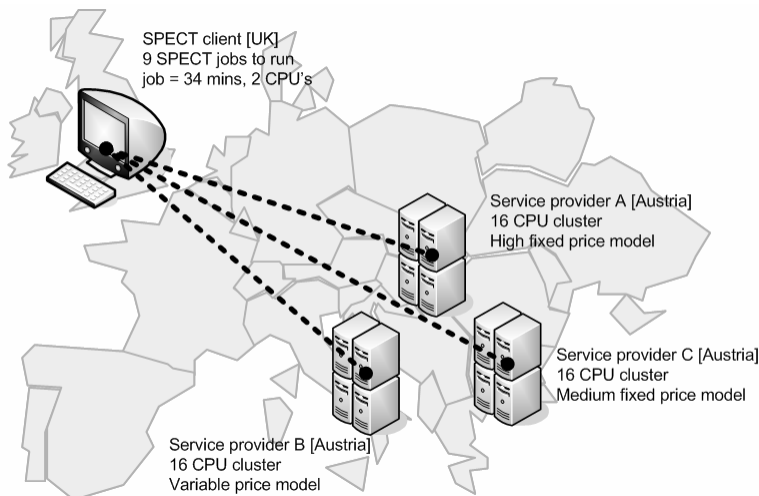 SPECT client [UK]
9 SPECT jobs to run
job = 34 mins, 2 CPU's
Service provider A [Austria]
16 CPU cluster
High fixed price model
Service provider C [Austria]
16 CPU cluster
Medium fixed price model
Service provider B [Austria]
16 CPU cluster
Variable price model